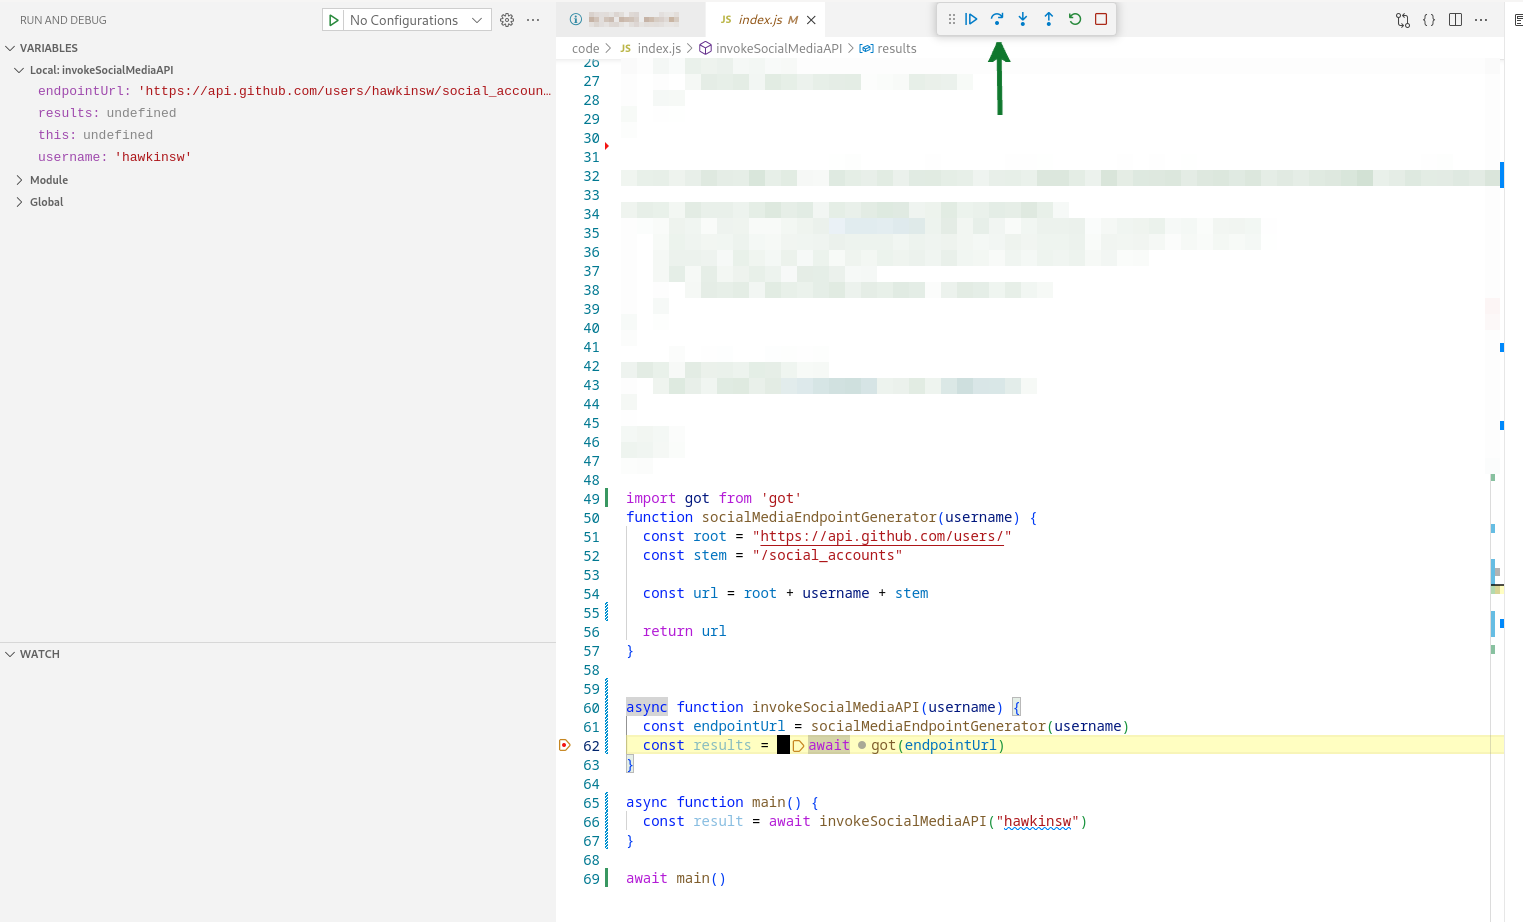 RUN AND DEBUG
No Configurations
VARIABLES
Local: invokeSocialMediaAPI
endpointUrl: 'https://api.github.com/users/hawkinsw/social_accoun…
results: undefined
this: undefined
username: 'hawkinsw'
Module
Global
WATCH
JS index.js M
code > JS index.js > invokeSocialMediaAPI > results
26
27
28
29
30
31
32
33
34
35
36
37
38
39
40
41
42
43
44
45
46
47
48
49 import got from 'got'
50 function socialMediaEndpointGenerator(username) {
51 const root = "https://api.github.com/users/"
52 const stem = "/social_accounts"
53
54 const url = root + username + stem
55
56 return url
57 }
58
59
60 async function invokeSocialMediaAPI(username) {
61 const endpointUrl = socialMediaEndpointGenerator(username)
62 const results = await got(endpointUrl)
63 }
64
65 async function main() {
66 const result = await invokeSocialMediaAPI("hawkinsw")
67 }
68
69 await main()